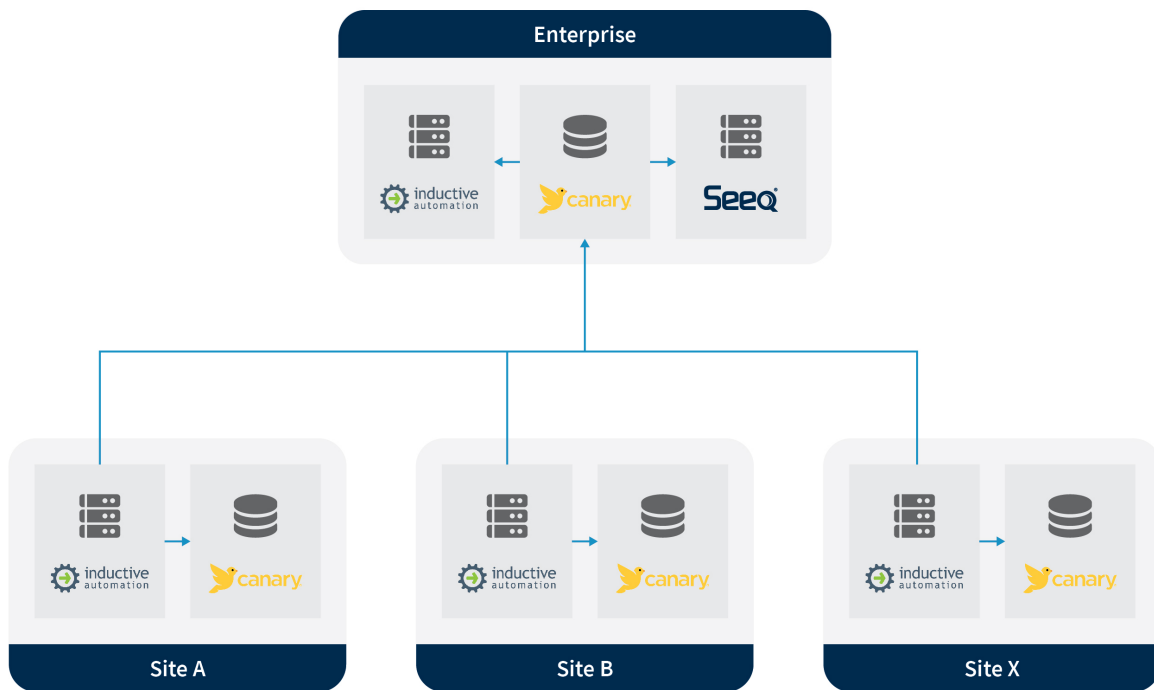 Enterprise
inductive
automation
canary
Seeq®
inductive
automation
canary
inductive
automation
canary
inductive
automation
canary
Site A
Site B
Site X